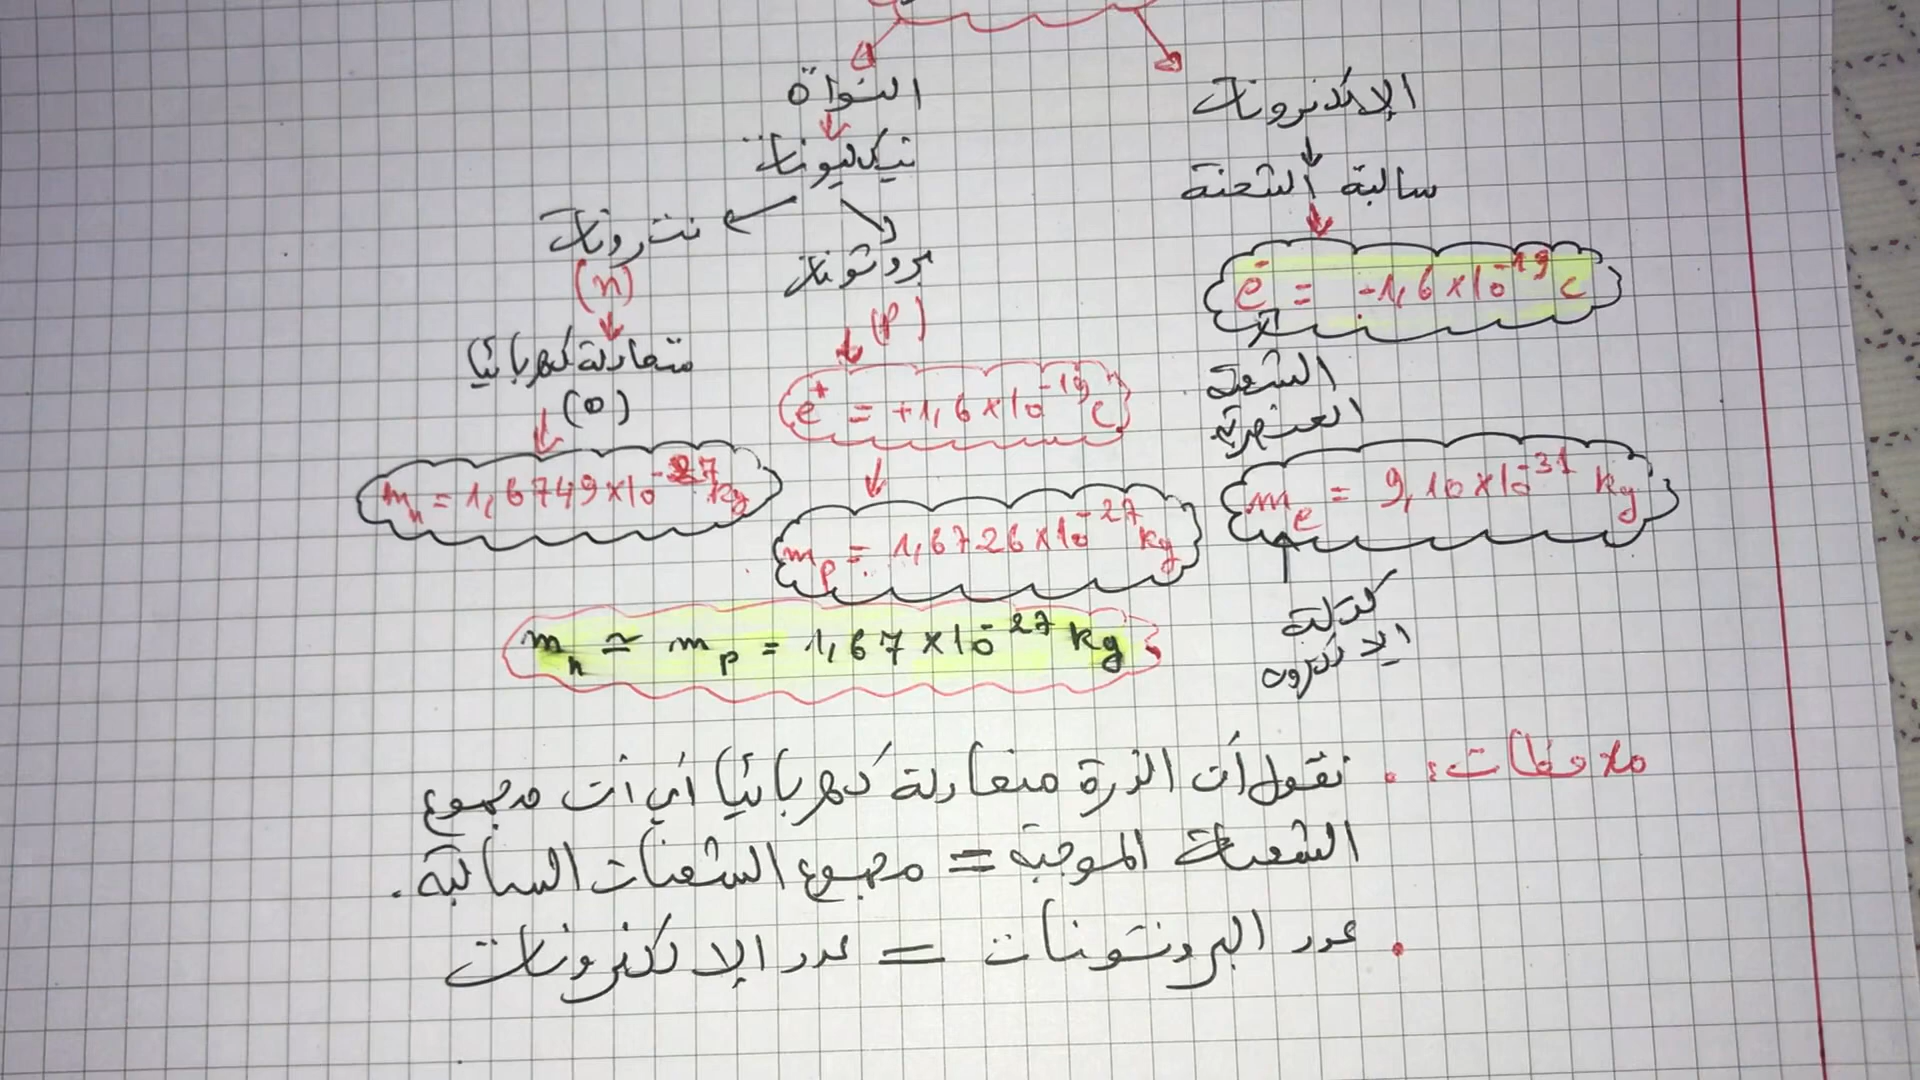 النواة
الإلكترونات
نيكليونات
سالبة الشحنة
نترونات
بروتونات
(n)
(P)
e⁻ = -1,6×10⁻¹⁹ C
متعادلة كهربائيا
(0)
e⁺ = +1,6×10⁻¹⁹ C
الشحنة
العنصرية
mₙ = 1,6749×10⁻²⁷ kg
mₚ = 1,6726×10⁻²⁷ kg
mₑ = 9,10×10⁻³¹ kg
كتلة
الإلكترون
mₙ ≃ mₚ = 1,67×10⁻²⁷ kg
ملاحظات: . نقول أن الذرة متعادلة كهربائيا أي أن مجموع
الشحنات الموجبة = مجموع الشحنات السالبة.
. عدد البروتونات = عدد الإلكترونات